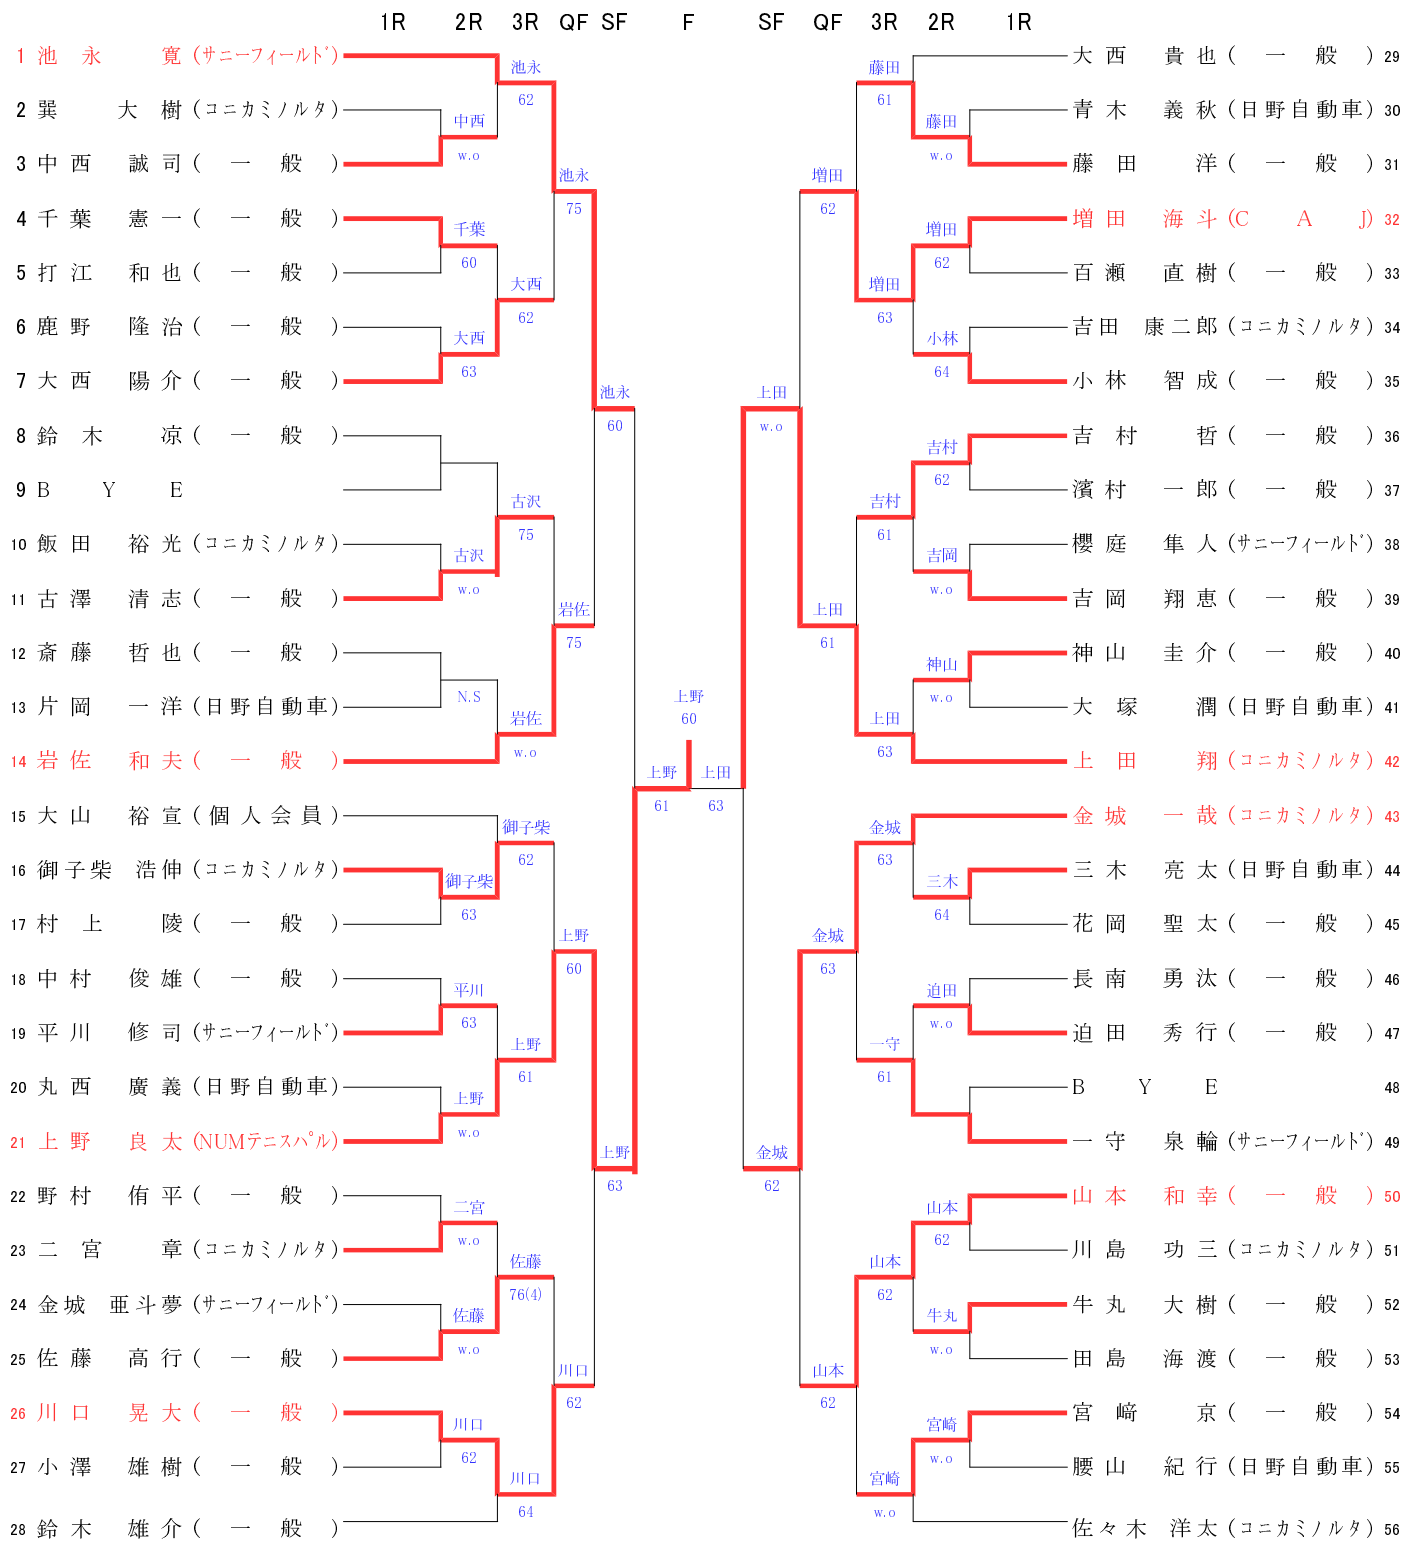 1R 2R 3R QF SF F SF QF 3R 2R 1R
1 池永 寛 (サニーフィールド)
2 巽 大樹 (コニカミノルタ)
3 中西 誠司 (一般)
4 千葉 憲一 (一般)
5 打江 和也 (一般)
6 鹿野 隆治 (一般)
7 大西 陽介 (一般)
8 鈴木 凉 (一般)
9 BYE
10 飯田 裕光 (コニカミノルタ)
11 古澤 清志 (一般)
12 斎藤 哲也 (一般)
13 片岡 一洋 (日野自動車)
14 岩佐 和夫 (一般)
15 大山 裕宣 (個人会員)
16 御子柴 浩伸 (コニカミノルタ)
17 村上 陵 (一般)
18 中村 俊雄 (一般)
19 平川 修司 (サニーフィールド)
20 丸西 廣義 (日野自動車)
21 上野 良太 (NUMテニスパル)
22 野村 侑平 (一般)
23 二宮 章 (コニカミノルタ)
24 金城 亜斗夢 (サニーフィールド)
25 佐藤 高行 (一般)
26 川口 晃大 (一般)
27 小澤 雄樹 (一般)
28 鈴木 雄介 (一般)
中西
w.o
千葉
60
大西
63
古沢
w.o
N.S
御子柴
63
平川
63
上野
w.o
二宮
w.o
佐藤
w.o
川口
62
池永
62
大西
62
古沢
75
岩佐
w.o
御子柴
62
上野
61
佐藤
76(4)
川口
64
池永
75
岩佐
75
上野
60
川口
62
池永
60
上野
63
上野
61
上野
60
上田
63
上田
w.o
金城
62
増田
62
上田
61
金城
63
山本
62
藤田
61
増田
63
吉村
61
上田
63
金城
63
一守
61
山本
62
宮崎
w.o
藤田
w.o
増田
62
小林
64
吉村
62
吉岡
w.o
神山
w.o
三木
64
迫田
w.o
山本
62
牛丸
w.o
宮崎
w.o
大西 貴也 (一般) 29
青木 義秋 (日野自動車) 30
藤田 洋 (一般) 31
増田 海斗 (CAJ) 32
百瀬 直樹 (一般) 33
吉田 康二郎 (コニカミノルタ) 34
小林 智成 (一般) 35
吉村 哲 (一般) 36
濱村 一郎 (一般) 37
櫻庭 隼人 (サニーフィールド) 38
吉岡 翔恵 (一般) 39
神山 圭介 (一般) 40
大塚 潤 (日野自動車) 41
上田 翔 (コニカミノルタ) 42
金城 一哉 (コニカミノルタ) 43
三木 亮太 (日野自動車) 44
花岡 聖太 (一般) 45
長南 勇汰 (一般) 46
迫田 秀行 (一般) 47
BYE 48
一守 泉輪 (サニーフィールド) 49
山本 和幸 (一般) 50
川島 功三 (コニカミノルタ) 51
牛丸 大樹 (一般) 52
田島 海渡 (一般) 53
宮﨑 京 (一般) 54
腰山 紀行 (日野自動車) 55
佐々木 洋太 (コニカミノルタ) 56